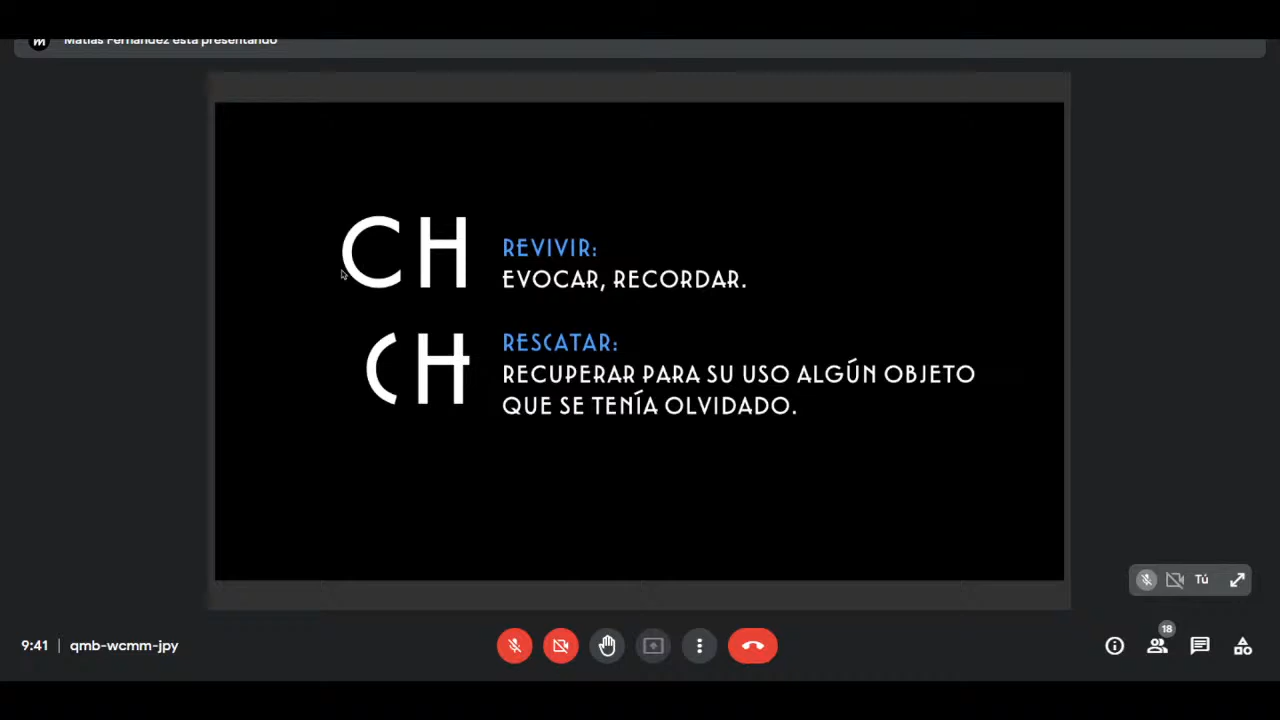 Matías Fernández está presentando
CH
REVIVIR:
EVOCAR, RECORDAR.
CH
RESCATAR:
RECUPERAR PARA SU USO ALGÚN OBJETO
QUE SE TENÍA OLVIDADO.
Tú
18
9:41 | qmb-wcmm-jpy